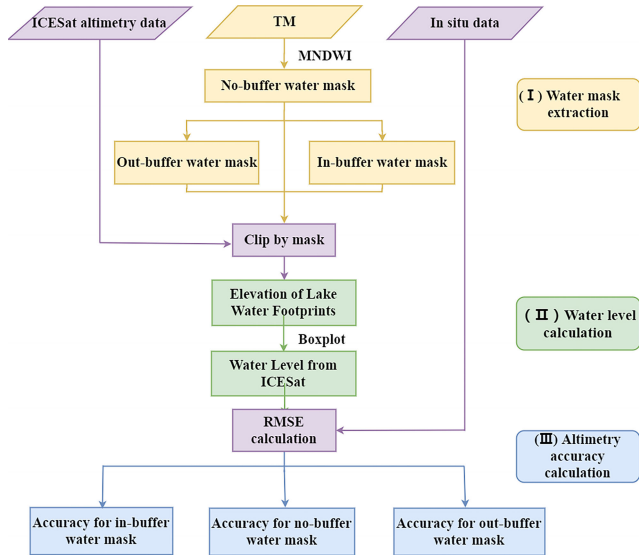 ICESat altimetry data
TM
In situ data
MNDWI
No-buffer water mask
(Ⅰ) Water mask
extraction
Out-buffer water mask
In-buffer water mask
Clip by mask
Elevation of Lake
Water Footprints
(Ⅱ) Water level
calculation
Boxplot
Water Level from
ICESat
RMSE
calculation
(Ⅲ) Altimetry
accuracy
calculation
Accuracy for in-buffer
water mask
Accuracy for no-buffer
water mask
Accuracy for out-buffer
water mask